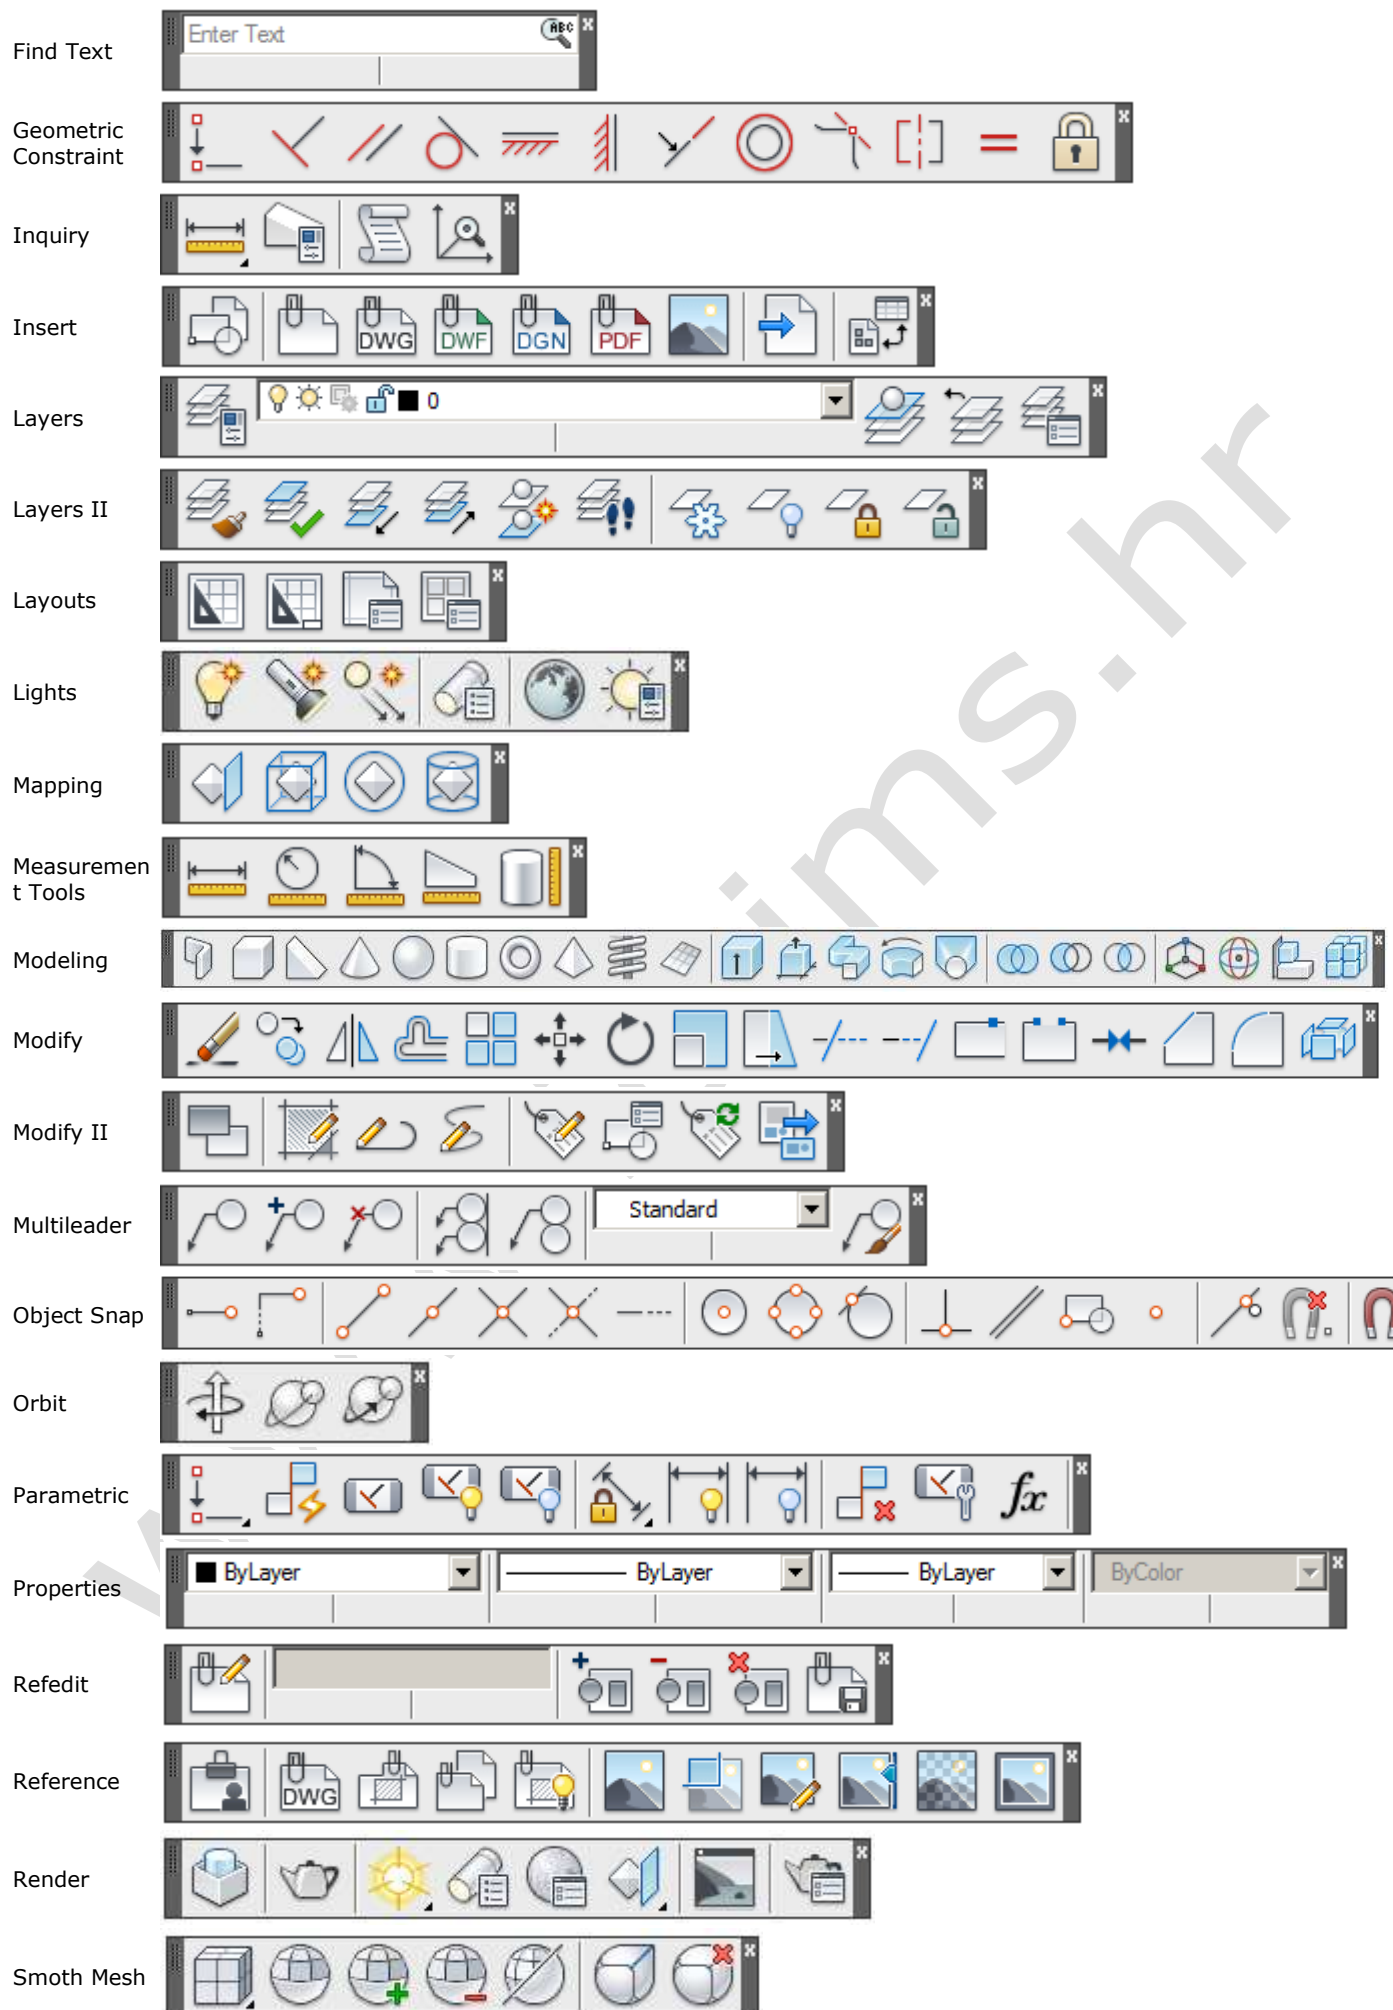 Find Text
Enter Text
ABC
Geometric
Constraint
Inquiry
Insert
DWG
DWF
DGN
PDF
Layers
0
Layers II
Layouts
Lights
Mapping
Measuremen
t Tools
Modeling
Modify
Modify II
Multileader
Standard
Object Snap
Orbit
Parametric
fx
Properties
ByLayer
ByLayer
ByLayer
ByColor
Refedit
Reference
DWG
Render
Smoth Mesh
ims.hr